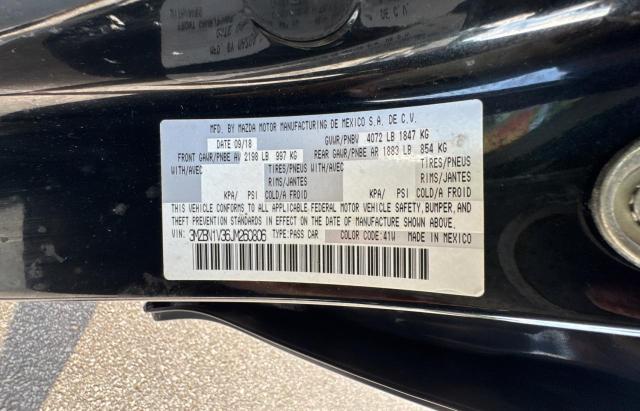 MFD. BY MAZDA MOTOR MANUFACTURING DE MEXICO S.A. DE C.V.
DATE 09/18 GVWR/PNBV 4072 LB 1847 KG
FRONT GAWR/PNBE AV 2198 LB 997 KG REAR GAWR/PNBE AR 1883 LB 854 KG
WITH/AVEC TIRES/PNEUS WITH/AVEC TIRES/PNEUS
RIMS/JANTES RIMS/JANTES
KPA/ PSI COLD/A FROID KPA/ PSI COLD/A FROID
THIS VEHICLE CONFORMS TO ALL APPLICABLE FEDERAL MOTOR VEHICLE SAFETY, BUMPER, AND
THEFT PREVENTION STANDARDS IN EFFECT ON THE DATE OF MANUFACTURE SHOWN ABOVE.
VIN: 3MZBN1V36JM260806 TYPE:PASS CAR COLOR CODE:41W MADE IN MEXICO